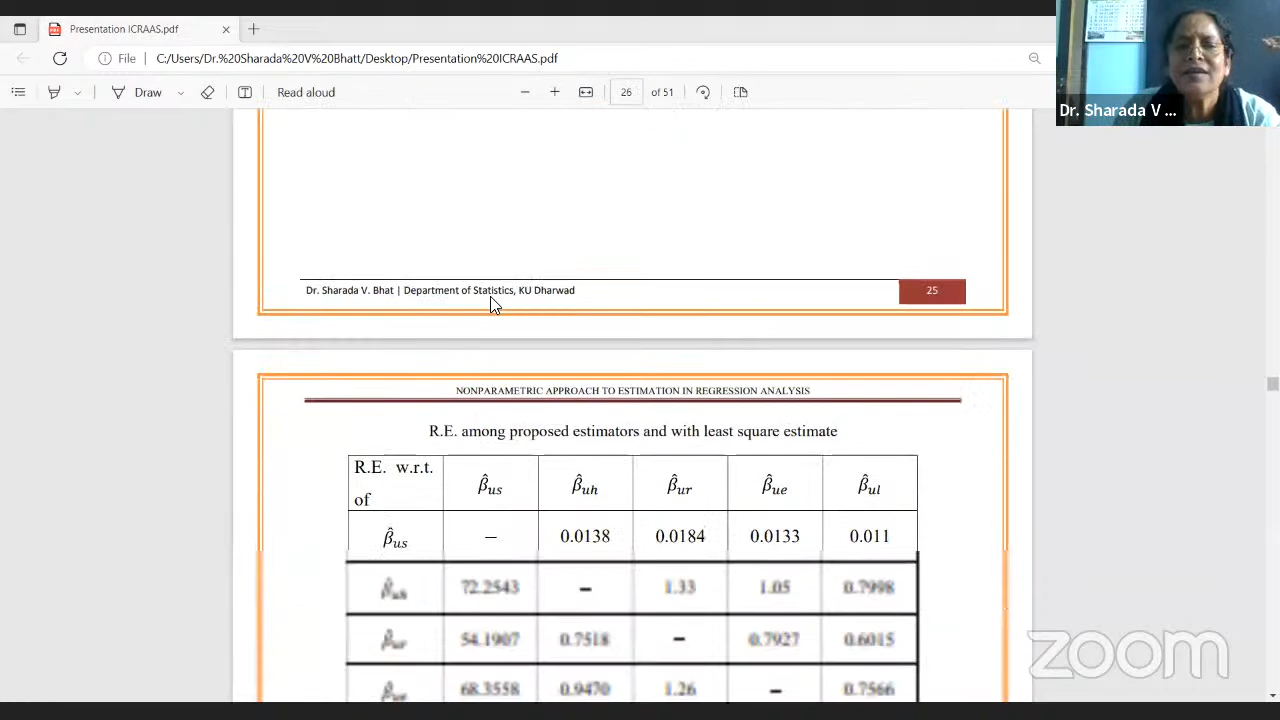 Presentation ICRAAS.pdf
File C:/Users/Dr.%20Sharada%20V%20Bhatt/Desktop/Presentation%20ICRAAS.pdf
Draw Read aloud 26 of 51
Dr. Sharada V ...
Dr. Sharada V. Bhat | Department of Statistics, KU Dharwad 25
NONPARAMETRIC APPROACH TO ESTIMATION IN REGRESSION ANALYSIS
R.E. among proposed estimators and with least square estimate
R.E. w.r.t. of β̂us β̂uh β̂ur β̂ue β̂ul
β̂us – 0.0138 0.0184 0.0133 0.011
β̂uh 72.2543 – 1.33 1.05 0.7998
β̂ur 54.1907 0.7518 – 0.7927 0.6015
β̂ue 68.3558 0.9470 1.26 – 0.7566
zoom